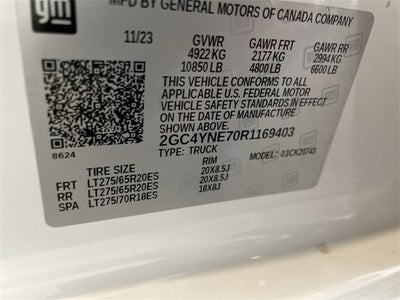 gm
MFD BY GENERAL MOTORS OF CANADA COMPANY
11/23 GVWR GAWR FRT GAWR RR
4922 KG 2177 KG 2994 KG
10850 LB 4800 LB 6600 LB
THIS VEHICLE CONFORMS TO ALL
APPLICABLE U.S. FEDERAL MOTOR
VEHICLE SAFETY STANDARDS IN EFFECT
ON THE DATE OF MANUFACTURE
SHOWN ABOVE.
2GC4YNE70R1169403
8624 TYPE: TRUCK MODEL: 03CK20743
TIRE SIZE RIM
FRT LT275/65R20ES 20X8.5J
RR LT275/65R20ES 20X8.5J
SPA LT275/70R18ES 18X8J